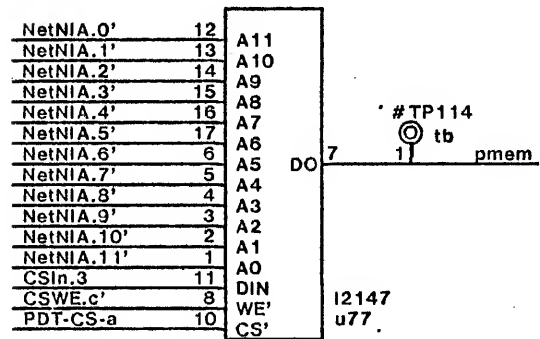 NetNIA.0' 12 A11
NetNIA.1' 13 A10
NetNIA.2' 14 A9
NetNIA.3' 15 A8
NetNIA.4' 16 A7
NetNIA.5' 17 A6
NetNIA.6' 6 A5
NetNIA.7' 5 A4
NetNIA.8' 4 A3
NetNIA.9' 3 A2
NetNIA.10' 2 A1
NetNIA.11' 1 A0
CSIn.3 11 DIN
CSWE.c' 8 WE'
PDT-CS-a 10 CS'
#TP114
tb
DO 7 1 pmem
I2147
u77